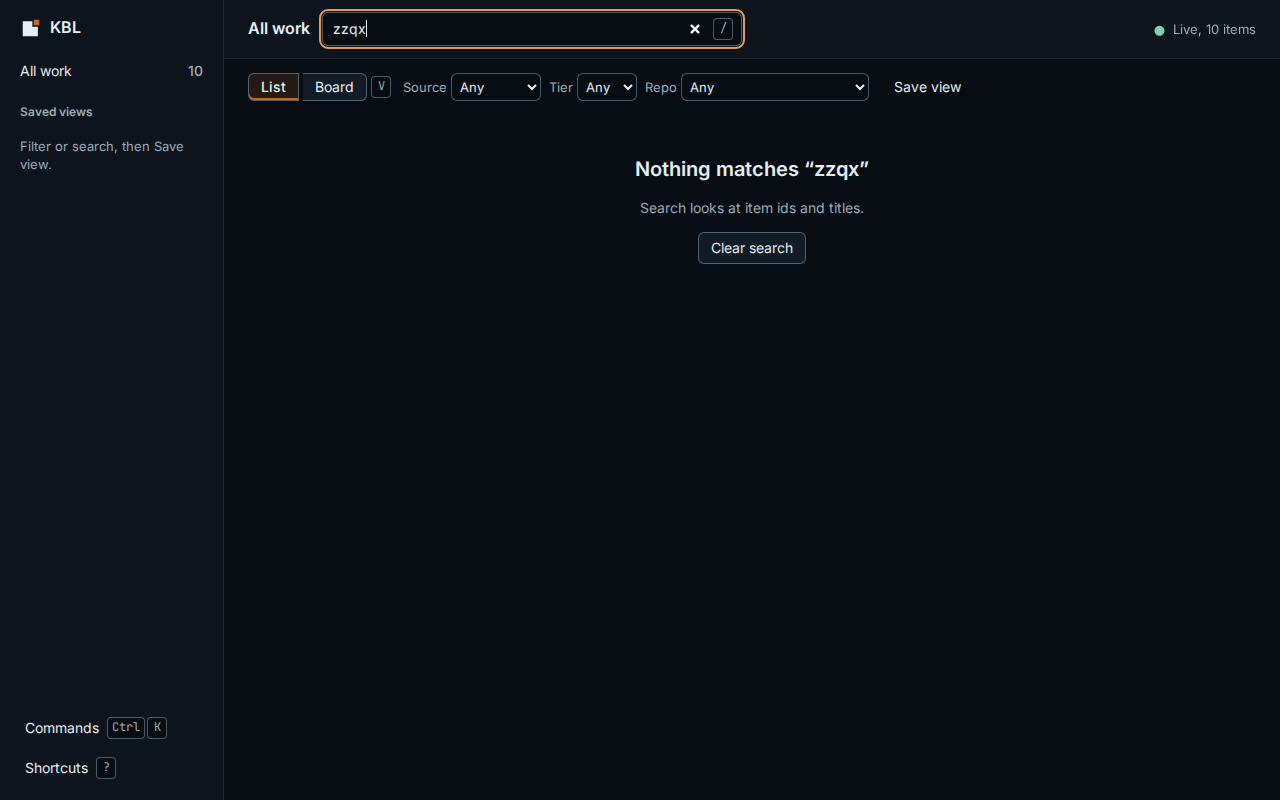 KBL
All work 10
Saved views
Filter or search, then Save
view.
Commands Ctrl K
Shortcuts ?
All work zzqx × / Live, 10 items
List Board V Source Any Tier Any Repo Any Save view
Nothing matches “zzqx”
Search looks at item ids and titles.
Clear search